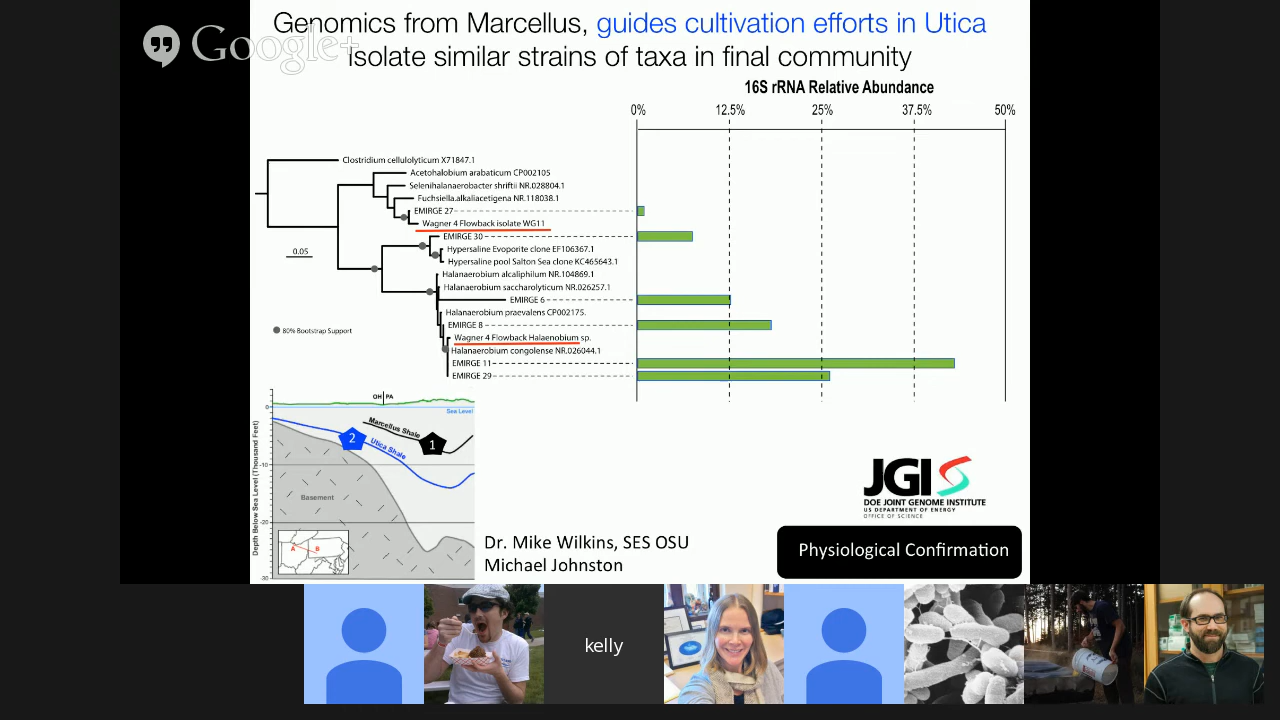 Genomics from Marcellus, guides cultivation efforts in Utica
Google+
isolate similar strains of taxa in final community
16S rRNA Relative Abundance
0% 12.5% 25% 37.5% 50%
Clostridium cellulolyticum X71847.1
Acetohalobium arabaticum CP002105
Selenihalanaerobacter shriftii NR.028804.1
Fuchsiella.alkaliacetigena NR.118038.1
EMIRGE 27
Wagner 4 Flowback isolate WG11
EMIRGE 30
Hypersaline Evoporite clone EF106367.1
0.05
Hypersaline pool Salton Sea clone KC465643.1
Halanaerobium alcaliphilum NR.104869.1
Halanaerobium saccharolyticum NR.026257.1
EMIRGE 6
Halanaerobium praevalens CP002175.
EMIRGE 8
80% Bootstrap Support
Wagner 4 Flowback Halaenobium sp.
Halanaerobium congolense NR.026044.1
EMIRGE 11
EMIRGE 29
OH PA
0
Sea Level
Marcellus Shale
2
1
Utica Shale
-10
Basement
-20
A B
-30
Depth Below Sea Level (Thousand Feet)
JGI
DOE JOINT GENOME INSTITUTE
US DEPARTMENT OF ENERGY
OFFICE OF SCIENCE
Dr. Mike Wilkins, SES OSU
Michael Johnston
Physiological Confirmation
kelly